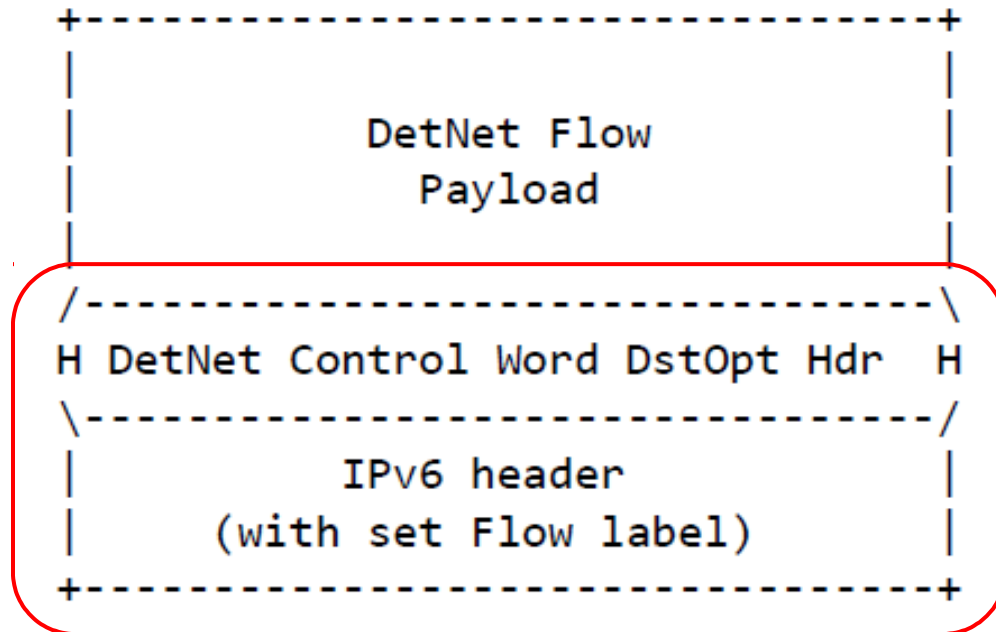 +----------------------------------+
|                                  |
|           DetNet Flow            |
|             Payload              |
|                                  |
/---------------------------------\
H DetNet Control Word DstOpt Hdr  H
\---------------------------------/
|          IPv6 header             |
|     (with set Flow label)        |
+----------------------------------+